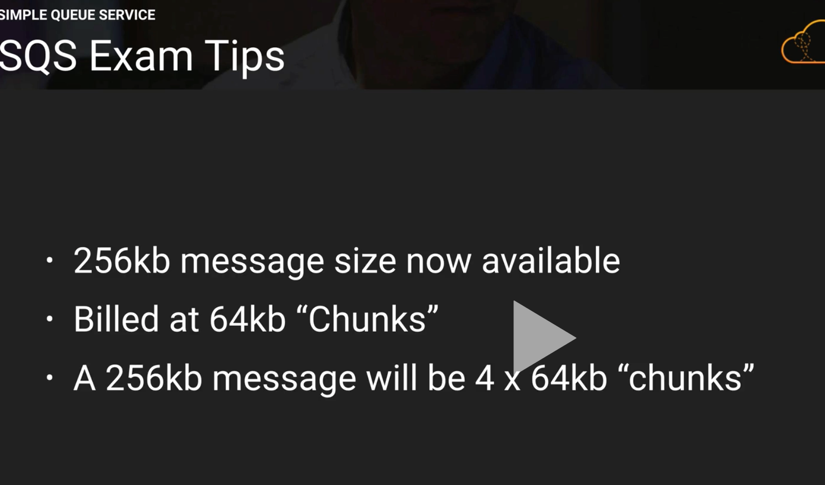 SIMPLE QUEUE SERVICE
SQS Exam Tips
· 256kb message size now available
· Billed at 64kb “Chunks”
· A 256kb message will be 4 x 64kb “chunks”